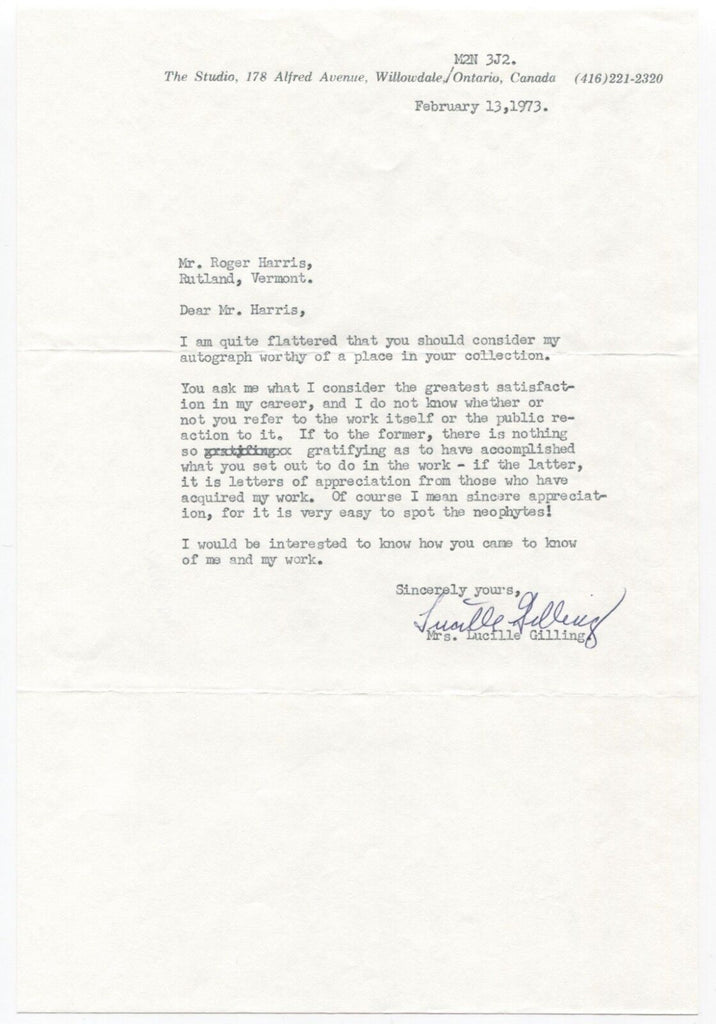 M2N 3J2.
The Studio, 178 Alfred Avenue, Willowdale,/Ontario, Canada (416)221-2320
February 13,1973.
Mr. Roger Harris,
Rutland, Vermont.
Dear Mr. Harris,
I am quite flattered that you should consider my
autograph worthy of a place in your collection.
You ask me what I consider the greatest satisfact-
ion in my career, and I do not know whether or
not you refer to the work itself or the public re-
action to it. If to the former, there is nothing
so gratifingxx gratifying as to have accomplished
what you set out to do in the work - if the latter,
it is letters of appreciation from those who have
acquired my work. Of course I mean sincere appreciat-
ion, for it is very easy to spot the neophytes!
I would be interested to know how you came to know
of me and my work.
Sincerely yours,
Lucille Gilling
Mrs. Lucille Gilling